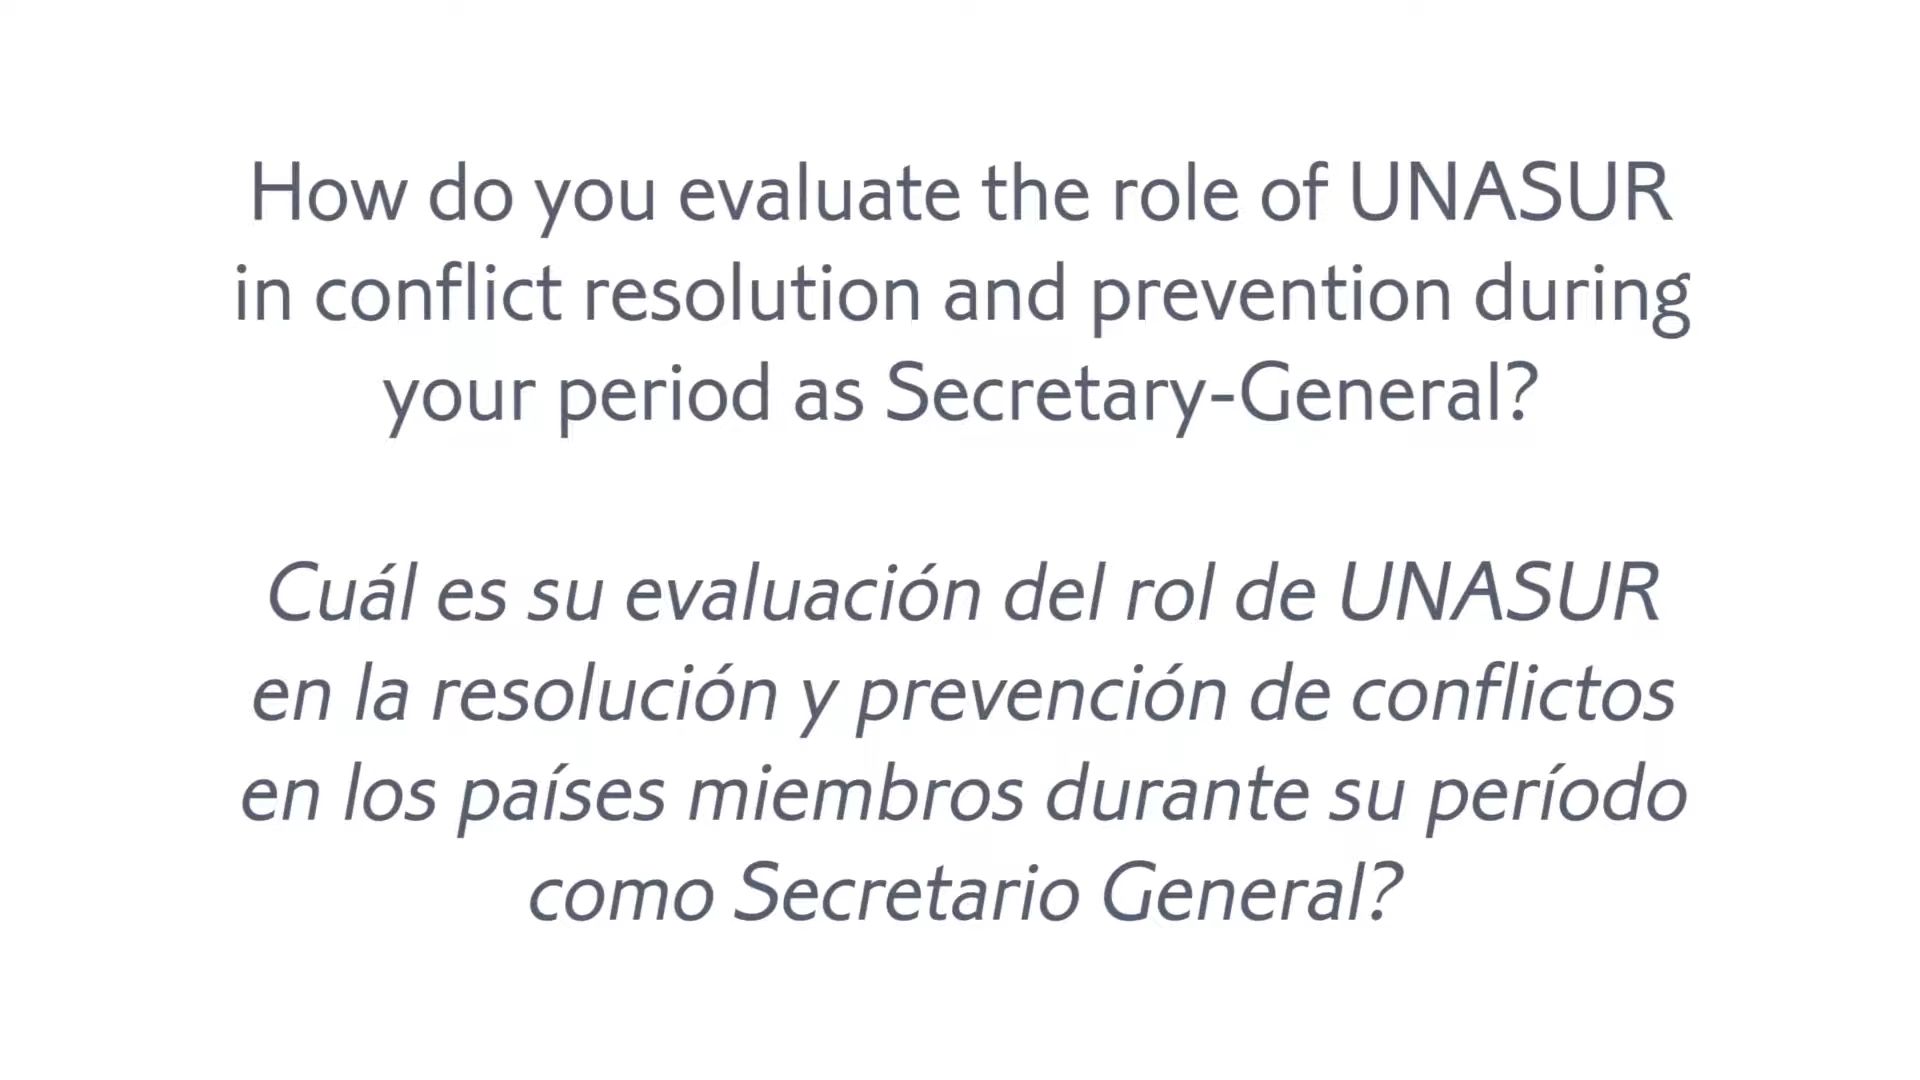 How do you evaluate the role of UNASUR
in conflict resolution and prevention during
your period as Secretary-General?
Cuál es su evaluación del rol de UNASUR
en la resolución y prevención de conflictos
en los países miembros durante su período
como Secretario General?